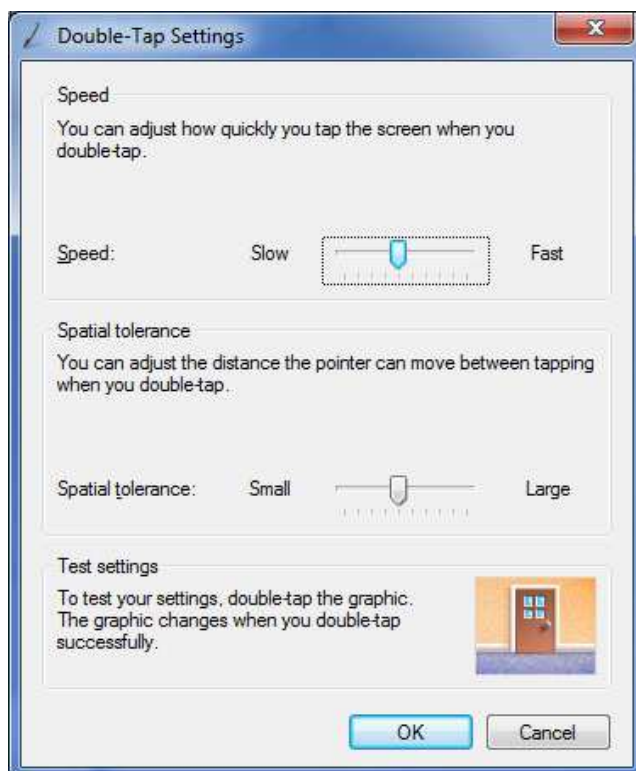 Double-Tap Settings
Speed
You can adjust how quickly you tap the screen when you
double-tap.
Speed: Slow Fast
Spatial tolerance
You can adjust the distance the pointer can move between tapping
when you double-tap.
Spatial tolerance: Small Large
Test settings
To test your settings, double-tap the graphic.
The graphic changes when you double-tap
successfully.
OK Cancel